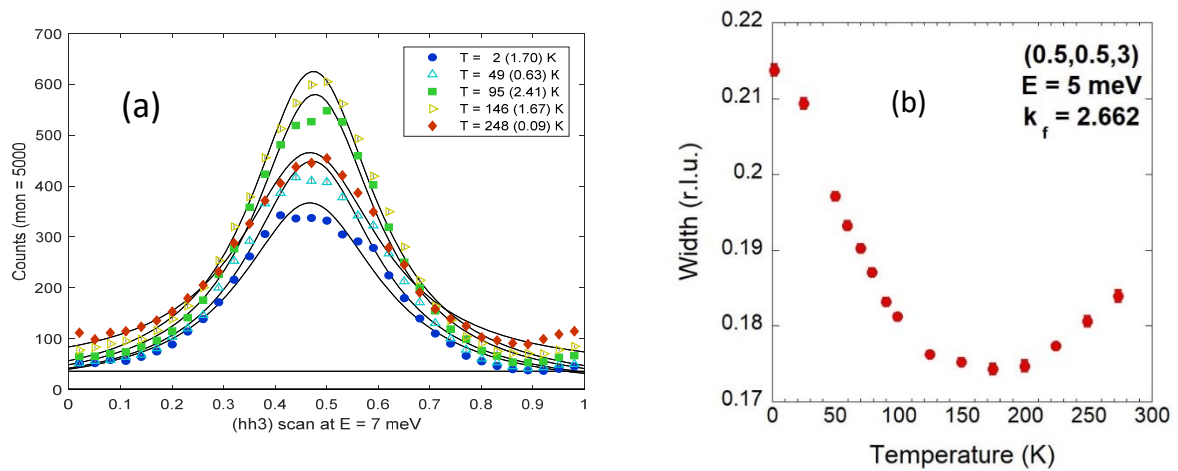 700
600
500
400
300
200
100
0
Counts (mon = 5000
(a)
T = 2 (1.70) K
T = 49 (0.63) K
T = 95 (2.41) K
T = 146 (1.67) K
T = 248 (0.09) K
0 0.1 0.2 0.3 0.4 0.5 0.6 0.7 0.8 0.9 1
(hh3) scan at E = 7 meV
0.22
0.21
0.2
0.19
0.18
0.17
Width (r.l.u.)
(b)
(0.5,0.5,3)
E = 5 meV
k_f = 2.662
0 50 100 150 200 250 300
Temperature (K)